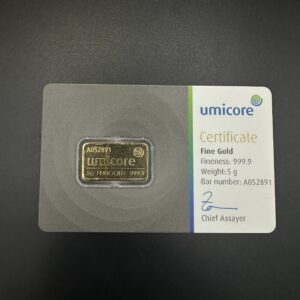 A052891
umicore
5g FEINGOLD 999.9
umicore
Certificate
Fine Gold
Fineness: 999.9
Weight: 5 g
Bar number: A052891
Chief Assayer